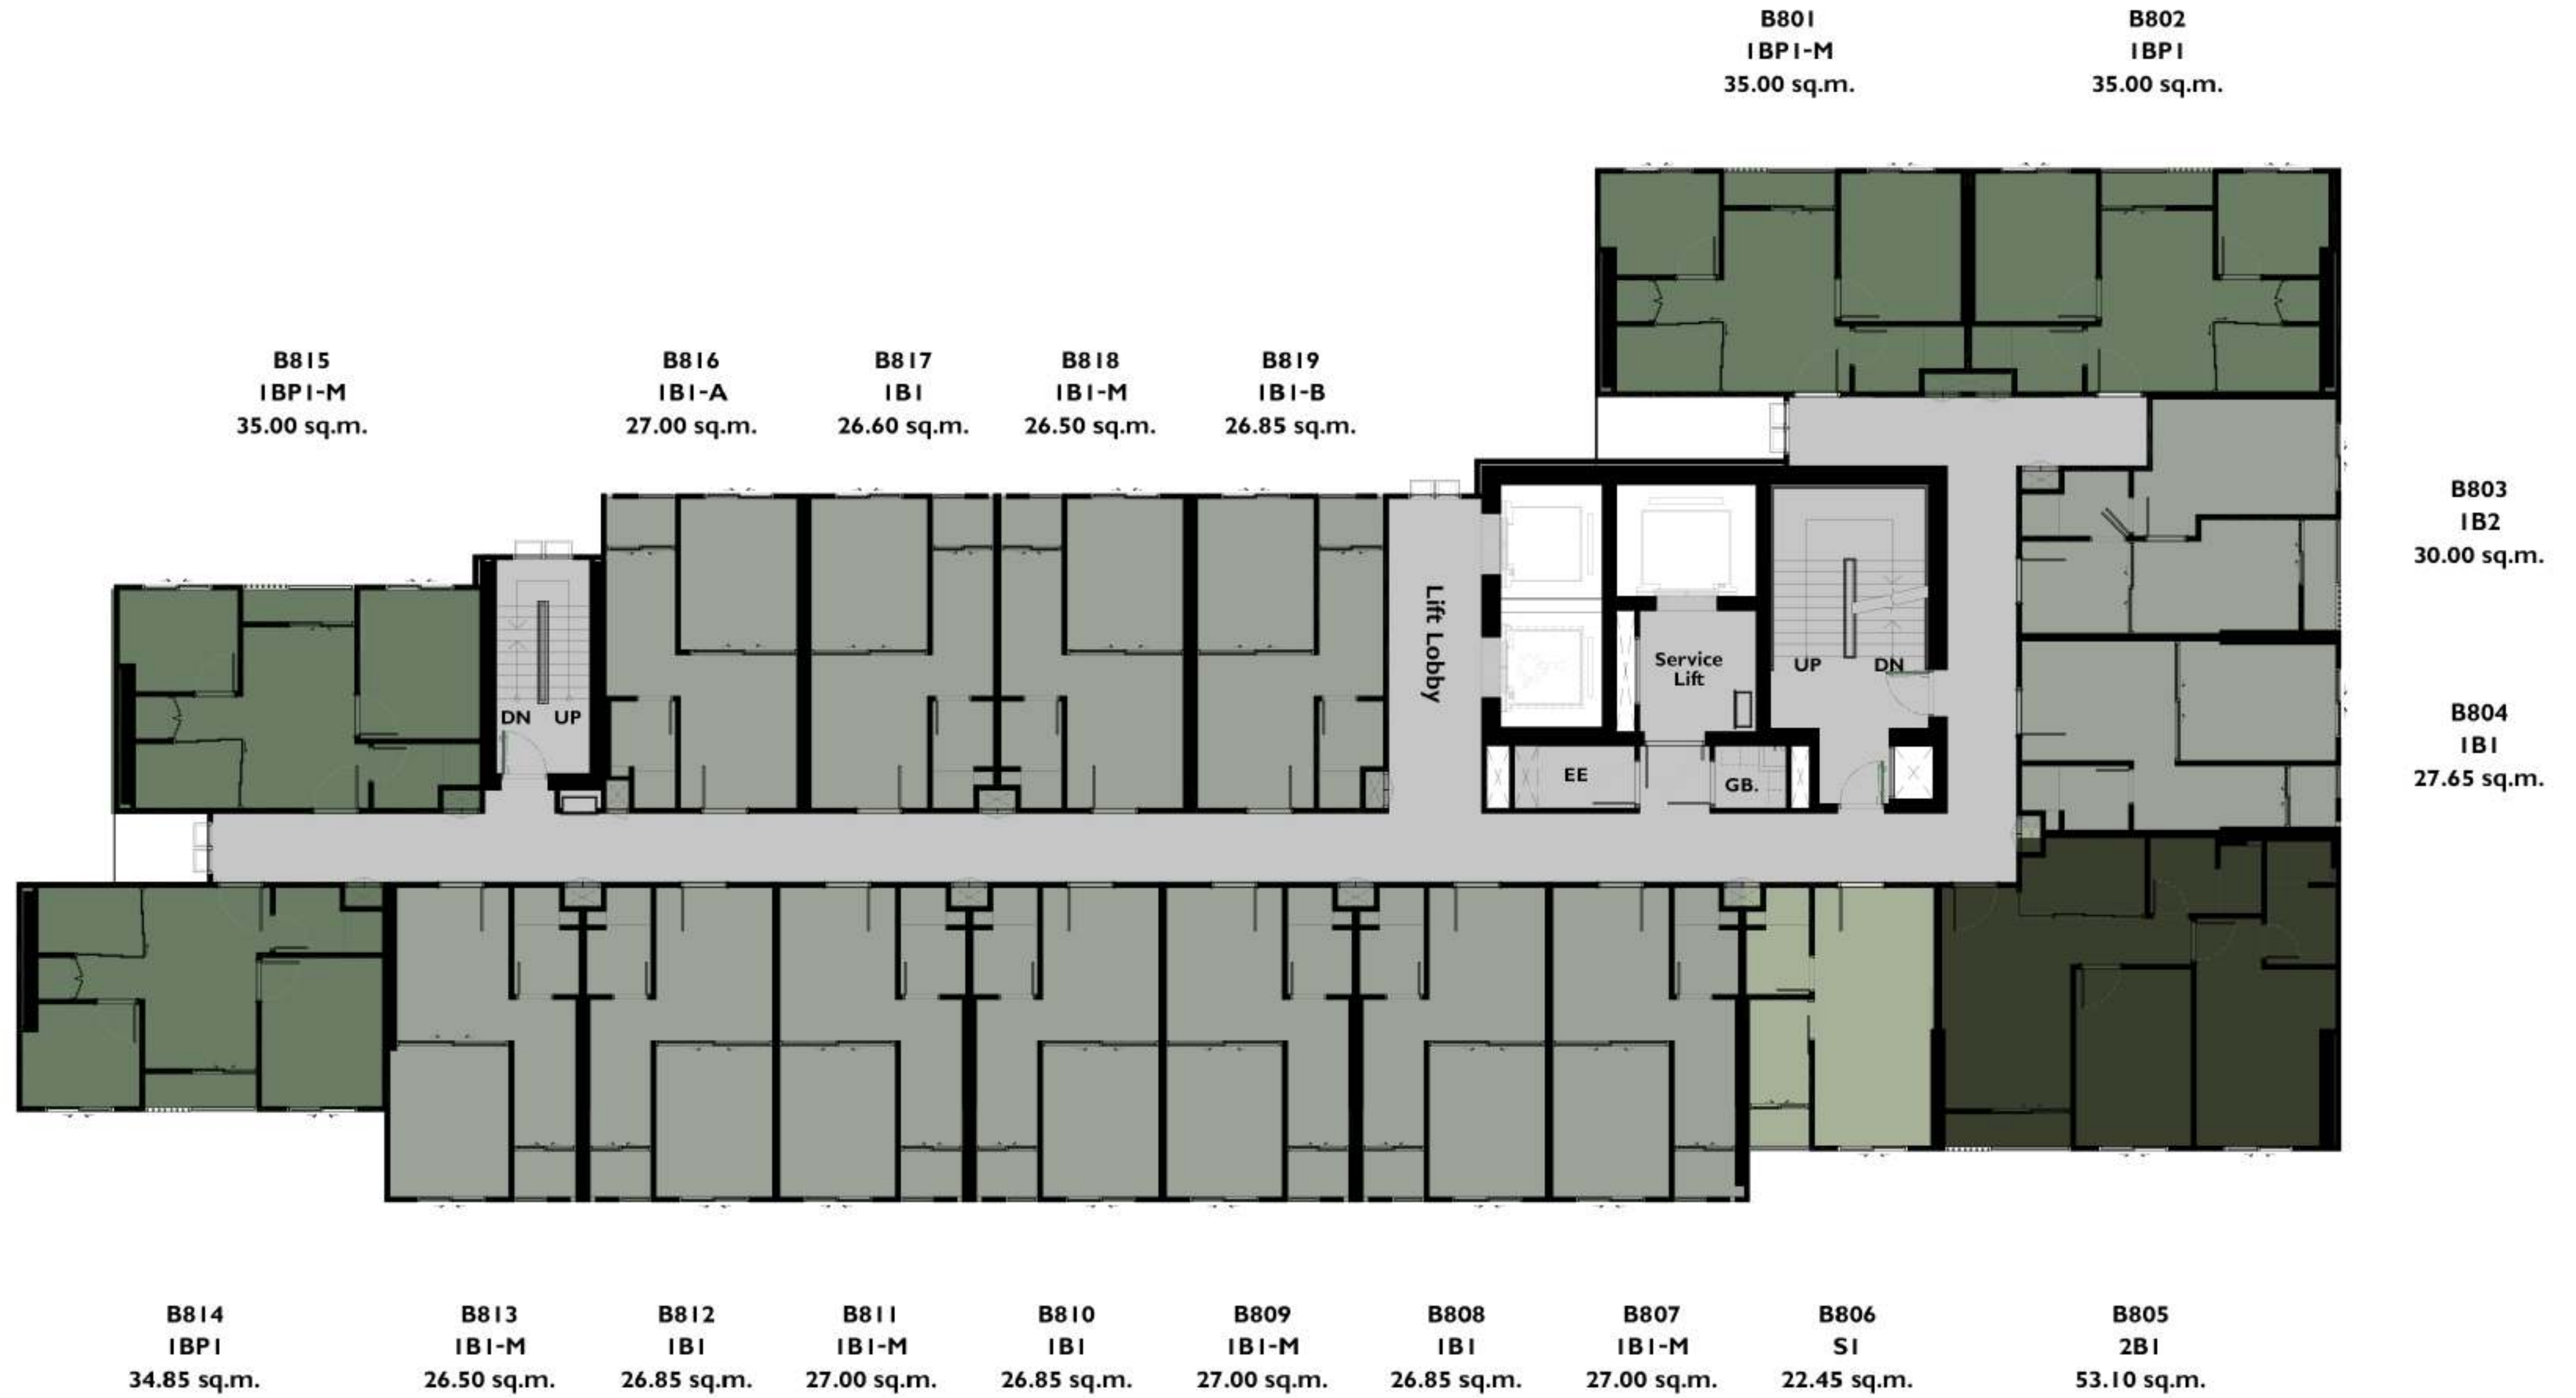 B801
1BP1-M
35.00 sq.m.
B802
1BP1
35.00 sq.m.
B815
1BP1-M
35.00 sq.m.
B816
1B1-A
27.00 sq.m.
B817
1B1
26.60 sq.m.
B818
1B1-M
26.50 sq.m.
B819
1B1-B
26.85 sq.m.
B803
1B2
30.00 sq.m.
Lift Lobby
Service
Lift
UP
DN
DN
UP
EE
GB.
B804
1B1
27.65 sq.m.
B814
1BP1
34.85 sq.m.
B813
1B1-M
26.50 sq.m.
B812
1B1
26.85 sq.m.
B811
1B1-M
27.00 sq.m.
B810
1B1
26.85 sq.m.
B809
1B1-M
27.00 sq.m.
B808
1B1
26.85 sq.m.
B807
1B1-M
27.00 sq.m.
B806
S1
22.45 sq.m.
B805
2B1
53.10 sq.m.